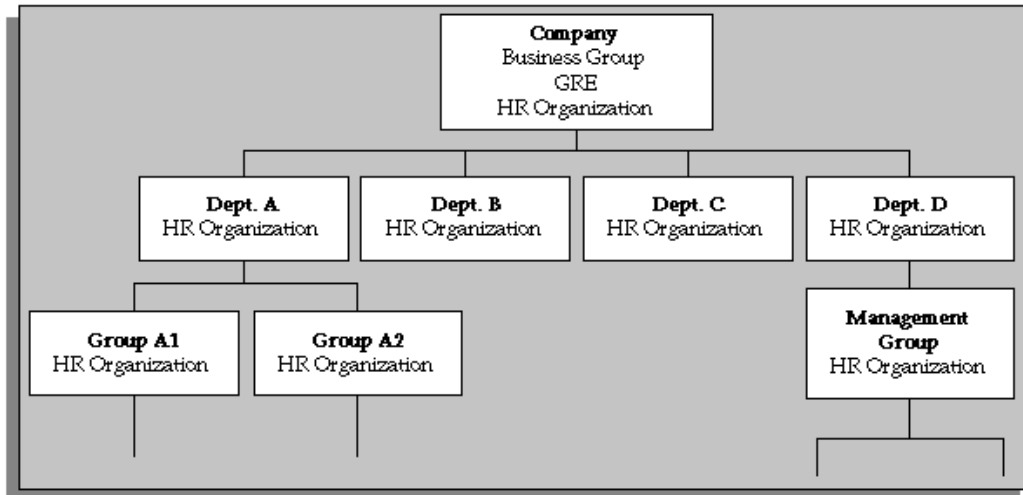 Company
Business Group
GRE
HR Organization
Dept. A
HR Organization
Dept. B
HR Organization
Dept. C
HR Organization
Dept. D
HR Organization
Group A1
HR Organization
Group A2
HR Organization
Management
Group
HR Organization